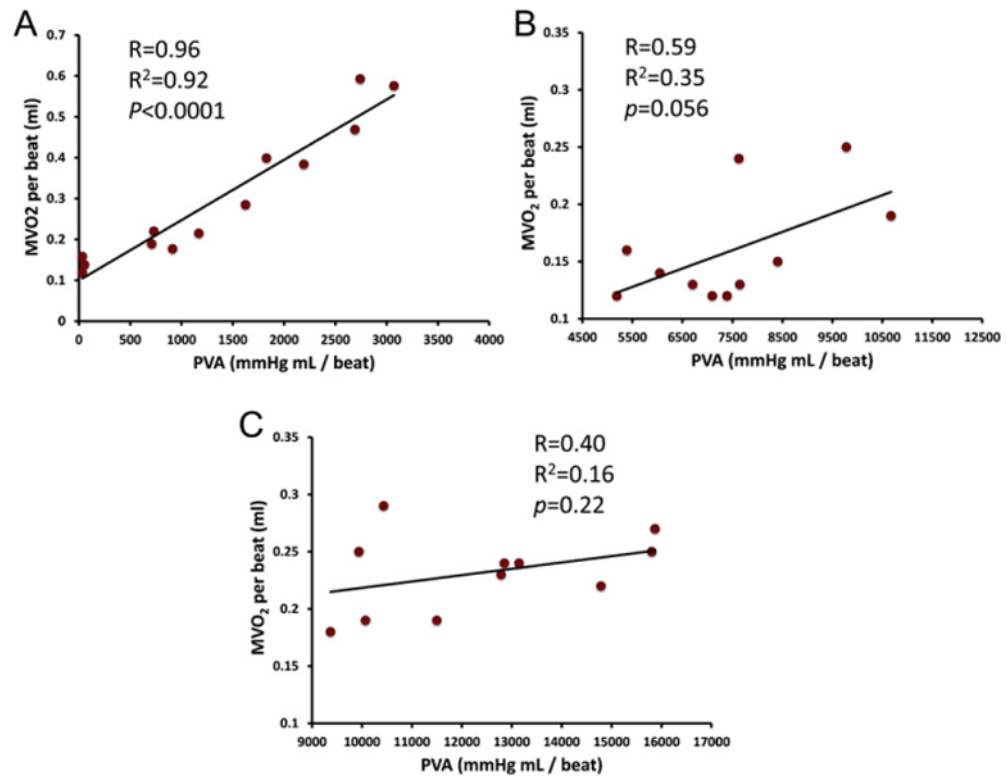 A
R=0.96
R²=0.92
P<0.0001
0.7
0.6
0.5
0.4
0.3
0.2
0.1
0
MVO2 per beat (ml)
0 500 1000 1500 2000 2500 3000 3500 4000
PVA (mmHg mL / beat)
B
R=0.59
R²=0.35
p=0.056
0.35
0.3
0.25
0.2
0.15
0.1
MVO₂ per beat (ml)
4500 5500 6500 7500 8500 9500 10500 11500 12500
PVA (mmHg mL / beat)
C
R=0.40
R²=0.16
p=0.22
0.35
0.3
0.25
0.2
0.15
0.1
MVO₂ per beat (ml)
9000 10000 11000 12000 13000 14000 15000 16000 17000
PVA (mmHg mL / beat)